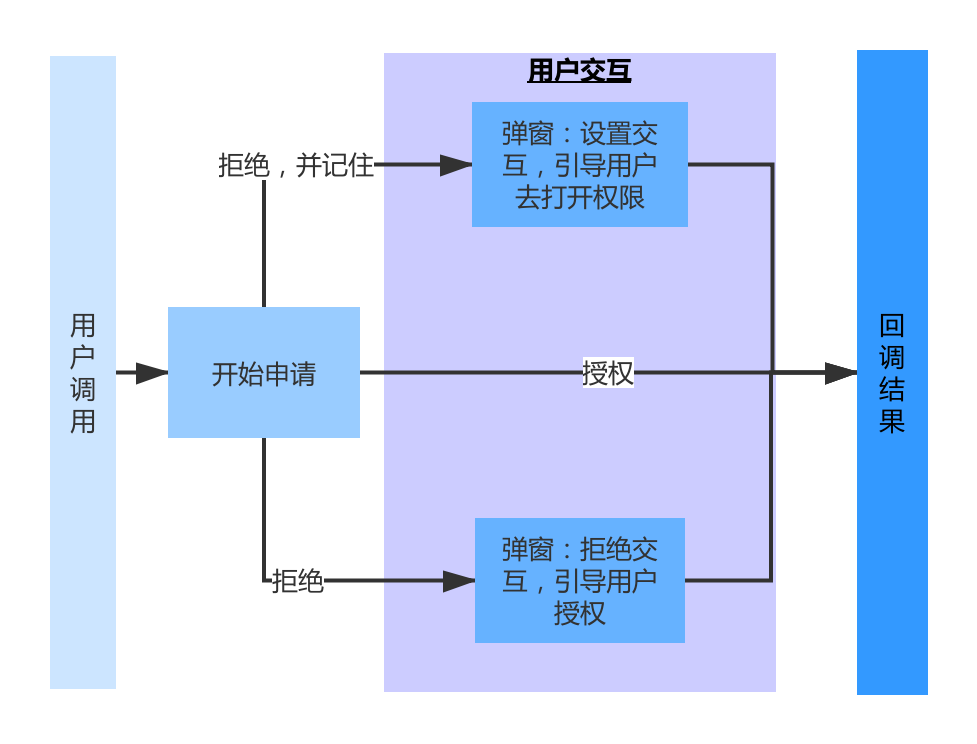 用户交互
弹窗：设置交
互，引导用户
去打开权限
拒绝，并记住
用
户
调
用
开始申请
授权
回
调
结
果
弹窗：拒绝交
互，引导用户
授权
拒绝